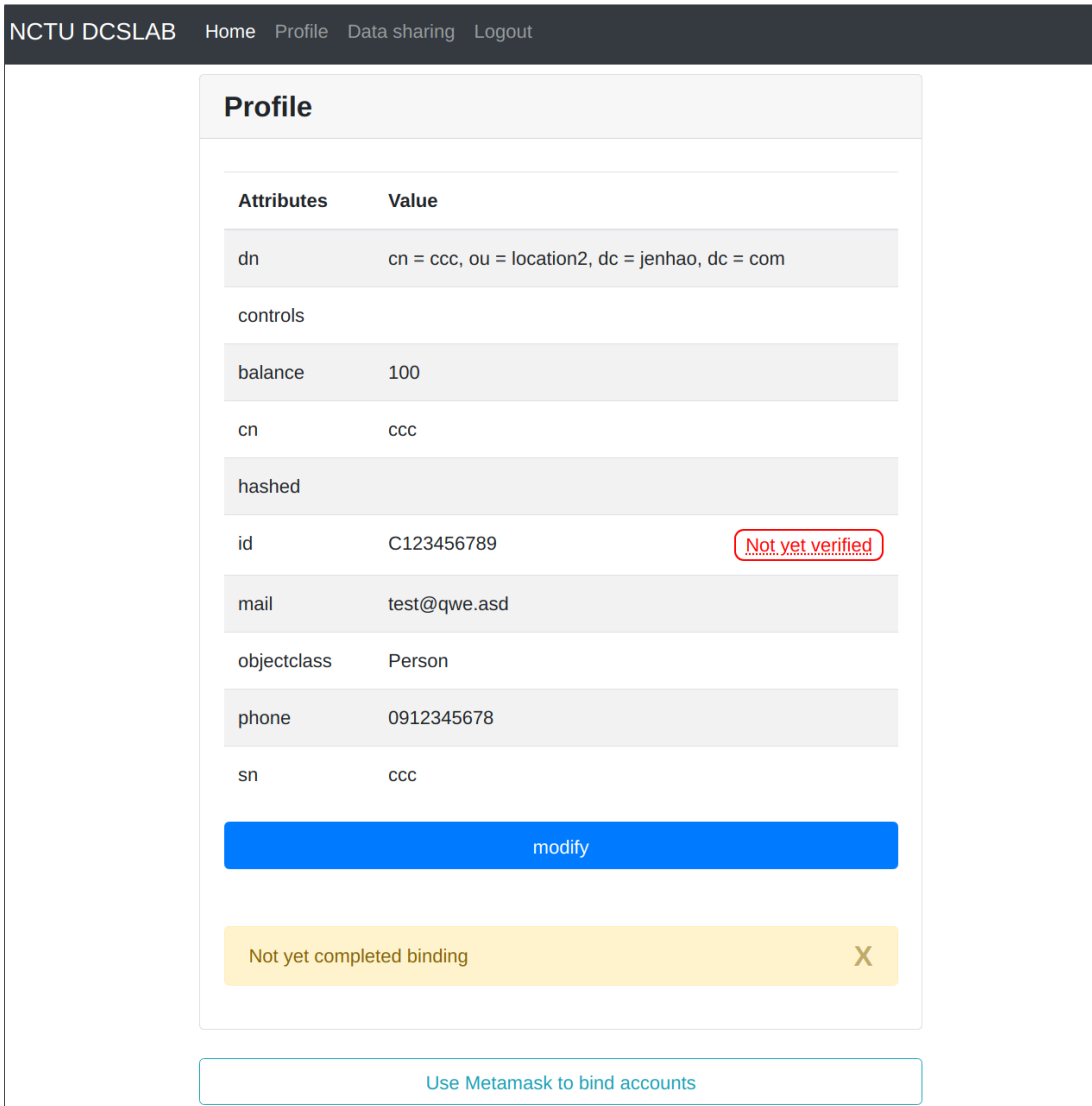 NCTU DCSLAB Home Profile Data sharing Logout
Profile
Attributes Value
dn cn = ccc, ou = location2, dc = jenhao, dc = com
controls
balance 100
cn ccc
hashed
id C123456789 Not yet verified
mail test@qwe.asd
objectclass Person
phone 0912345678
sn ccc
modify
Not yet completed binding X
Use Metamask to bind accounts